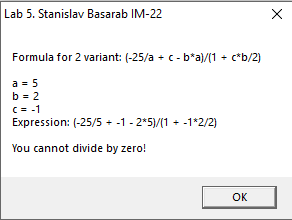 Lab 5. Stanislav Basarab IM-22
Formula for 2 variant: (-25/a + c - b*a)/(1 + c*b/2)
a = 5
b = 2
c = -1
Expression: (-25/5 + -1 - 2*5)/(1 + -1*2/2)
You cannot divide by zero!
OK